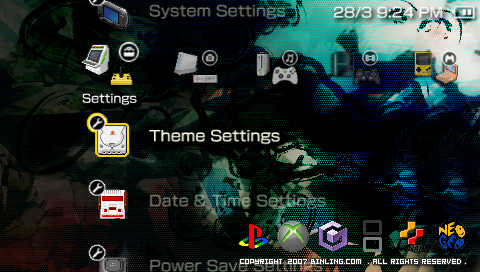 System Settings
28/3 9:24 PM
Settings
Theme Settings
Date & Time Settings
NEO GEO
Power Save Settings
COPYRIGHT 2007 BINLING.COM . ALL RIGHTS RESERVED.